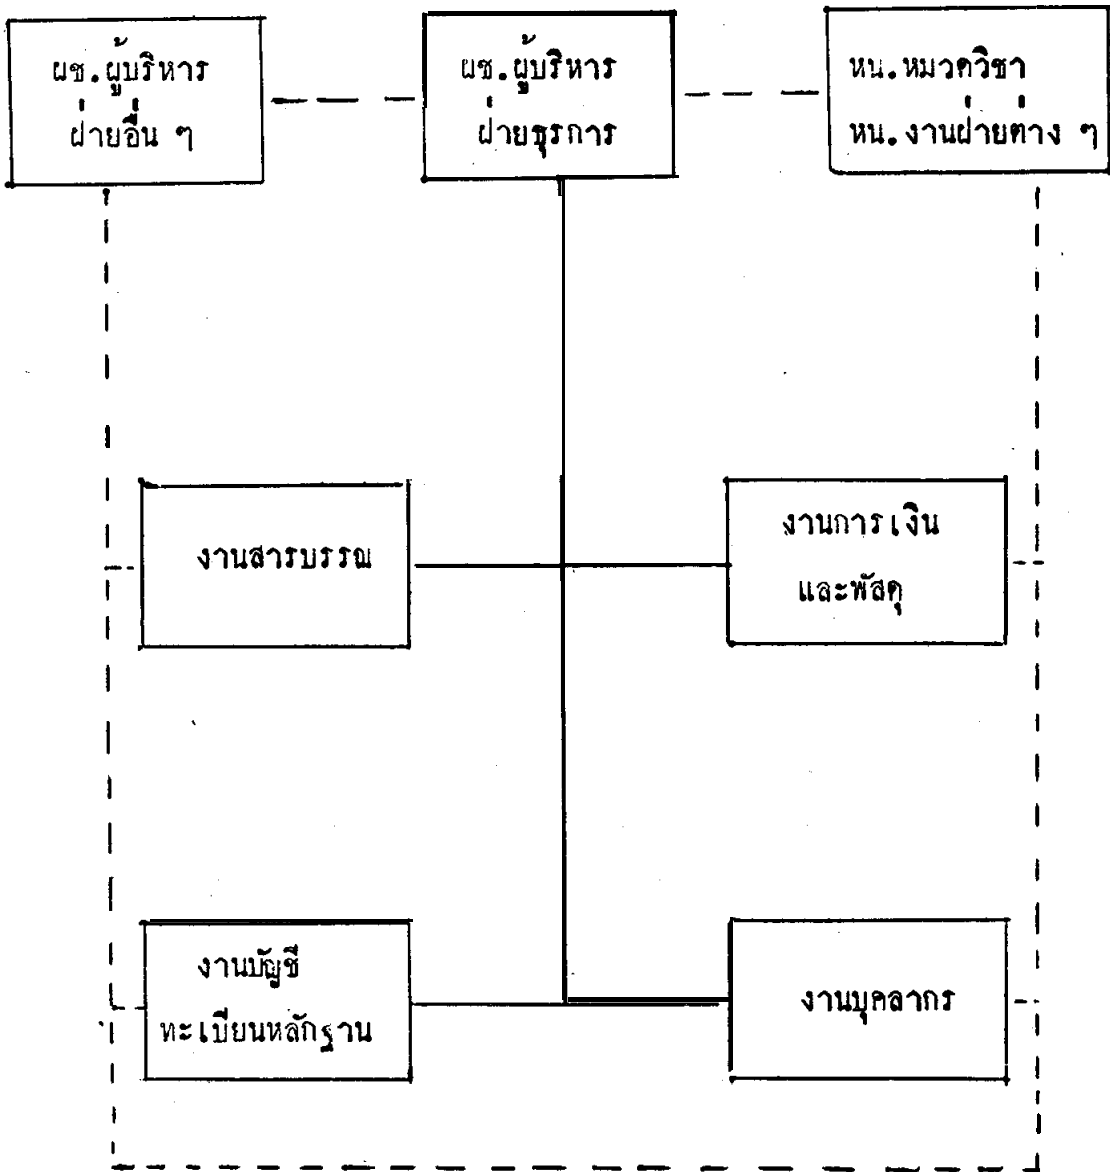 ผช.ผู้บริหาร
ฝ่ายอื่น ๆ
ผช.ผู้บริหาร
ฝ่ายธุรการ
หน.หมวดวิชา
หน.งานฝ่ายต่าง ๆ
งานสารบรรณ
งานการเงิน
และพัสดุ
งานบัญชี
ทะเบียนหลักฐาน
งานบุคลากร